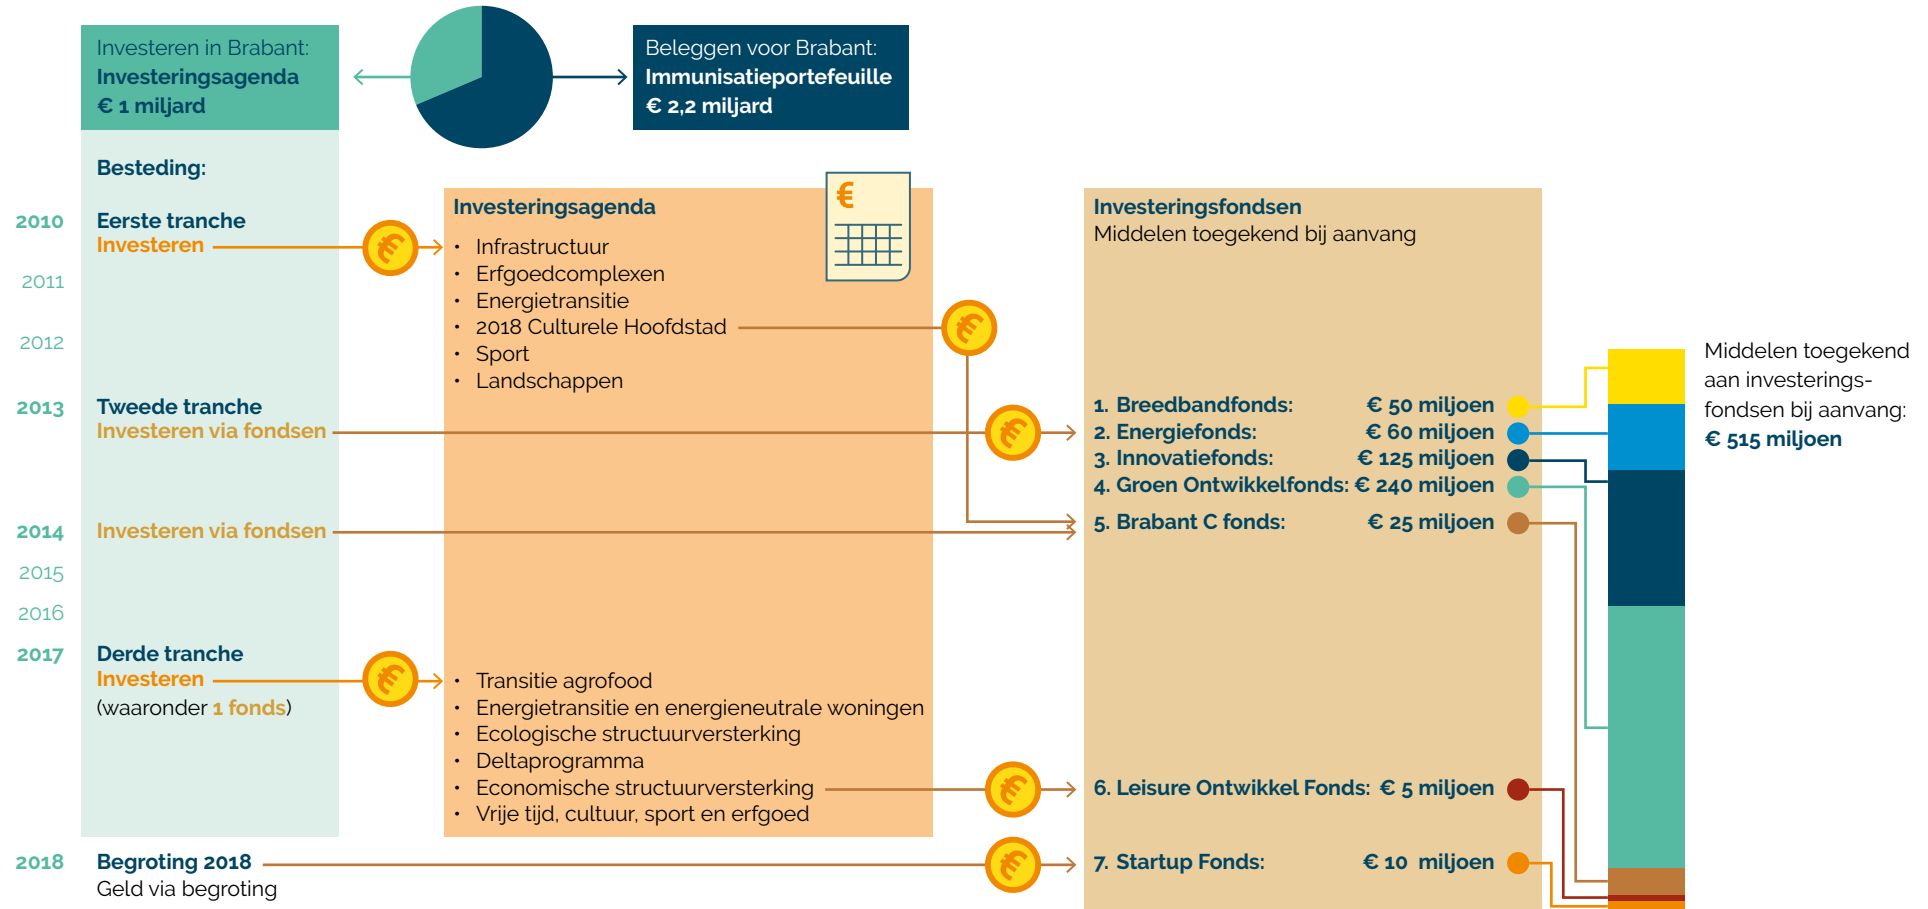 Investeren in Brabant:
Investeringsagenda
€ 1 miljard
Beleggen voor Brabant:
Immunisatieportefeuille
€ 2,2 miljard
Besteding:
2010
Eerste tranche
Investeren
2011
2012
2013
Tweede tranche
Investeren via fondsen
2014
Investeren via fondsen
2015
2016
2017
Derde tranche
Investeren
(waaronder 1 fonds)
2018
Begroting 2018
Geld via begroting
Investeringsagenda
€
• Infrastructuur
• Erfgoedcomplexen
• Energietransitie
• 2018 Culturele Hoofdstad
• Sport
• Landschappen
• Transitie agrofood
• Energietransitie en energieneutrale woningen
• Ecologische structuurversterking
• Deltaprogramma
• Economische structuurversterking
• Vrije tijd, cultuur, sport en erfgoed
€
€
€
€
€
€
Investeringsfondsen
Middelen toegekend bij aanvang
1. Breedbandfonds: € 50 miljoen
2. Energiefonds: € 60 miljoen
3. Innovatiefonds: € 125 miljoen
4. Groen Ontwikkelfonds: € 240 miljoen
5. Brabant C fonds: € 25 miljoen
6. Leisure Ontwikkel Fonds: € 5 miljoen
7. Startup Fonds: € 10 miljoen
Middelen toegekend
aan investerings-
fondsen bij aanvang:
€ 515 miljoen